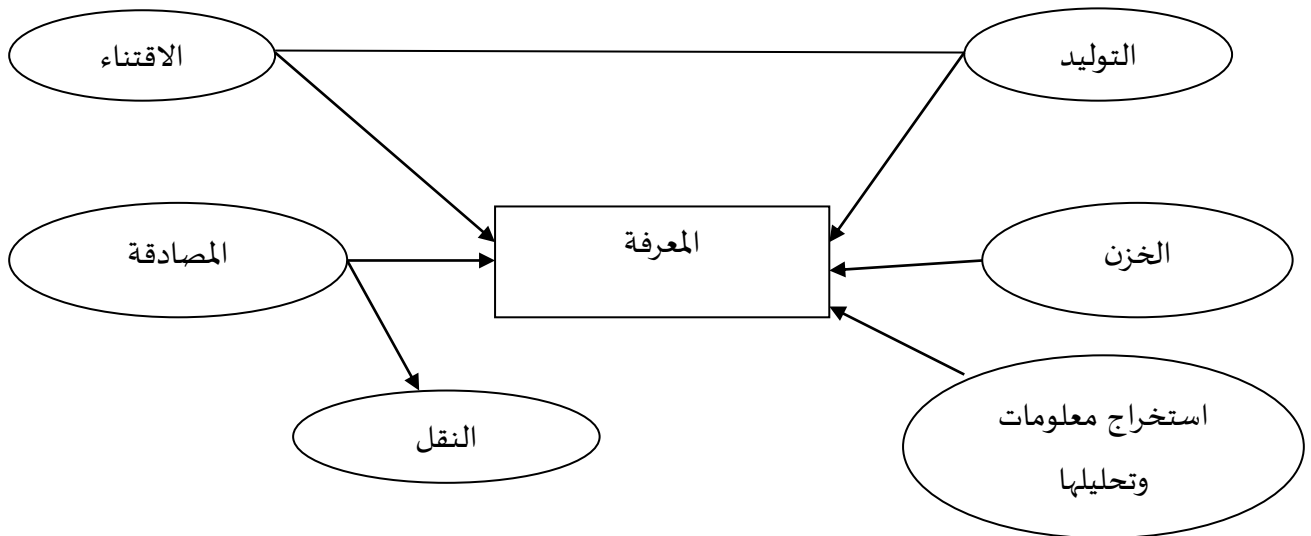 التوليد
الاقتناء
المعرفة
الخزن
المصادقة
استخراج معلومات
وتحليلها
النقل